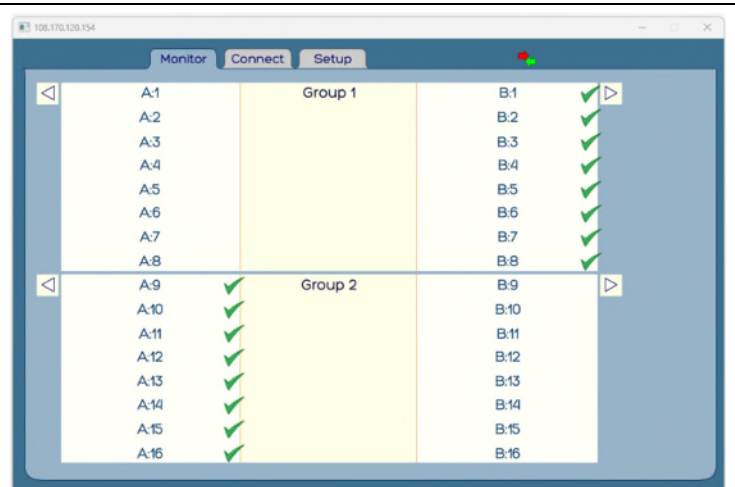 108.170.120.154
Monitor Connect Setup
A:1 Group 1 B:1
A:2 B:2
A:3 B:3
A:4 B:4
A:5 B:5
A:6 B:6
A:7 B:7
A:8 B:8
A:9 Group 2 B:9
A:10 B:10
A:11 B:11
A:12 B:12
A:13 B:13
A:14 B:14
A:15 B:15
A:16 B:16